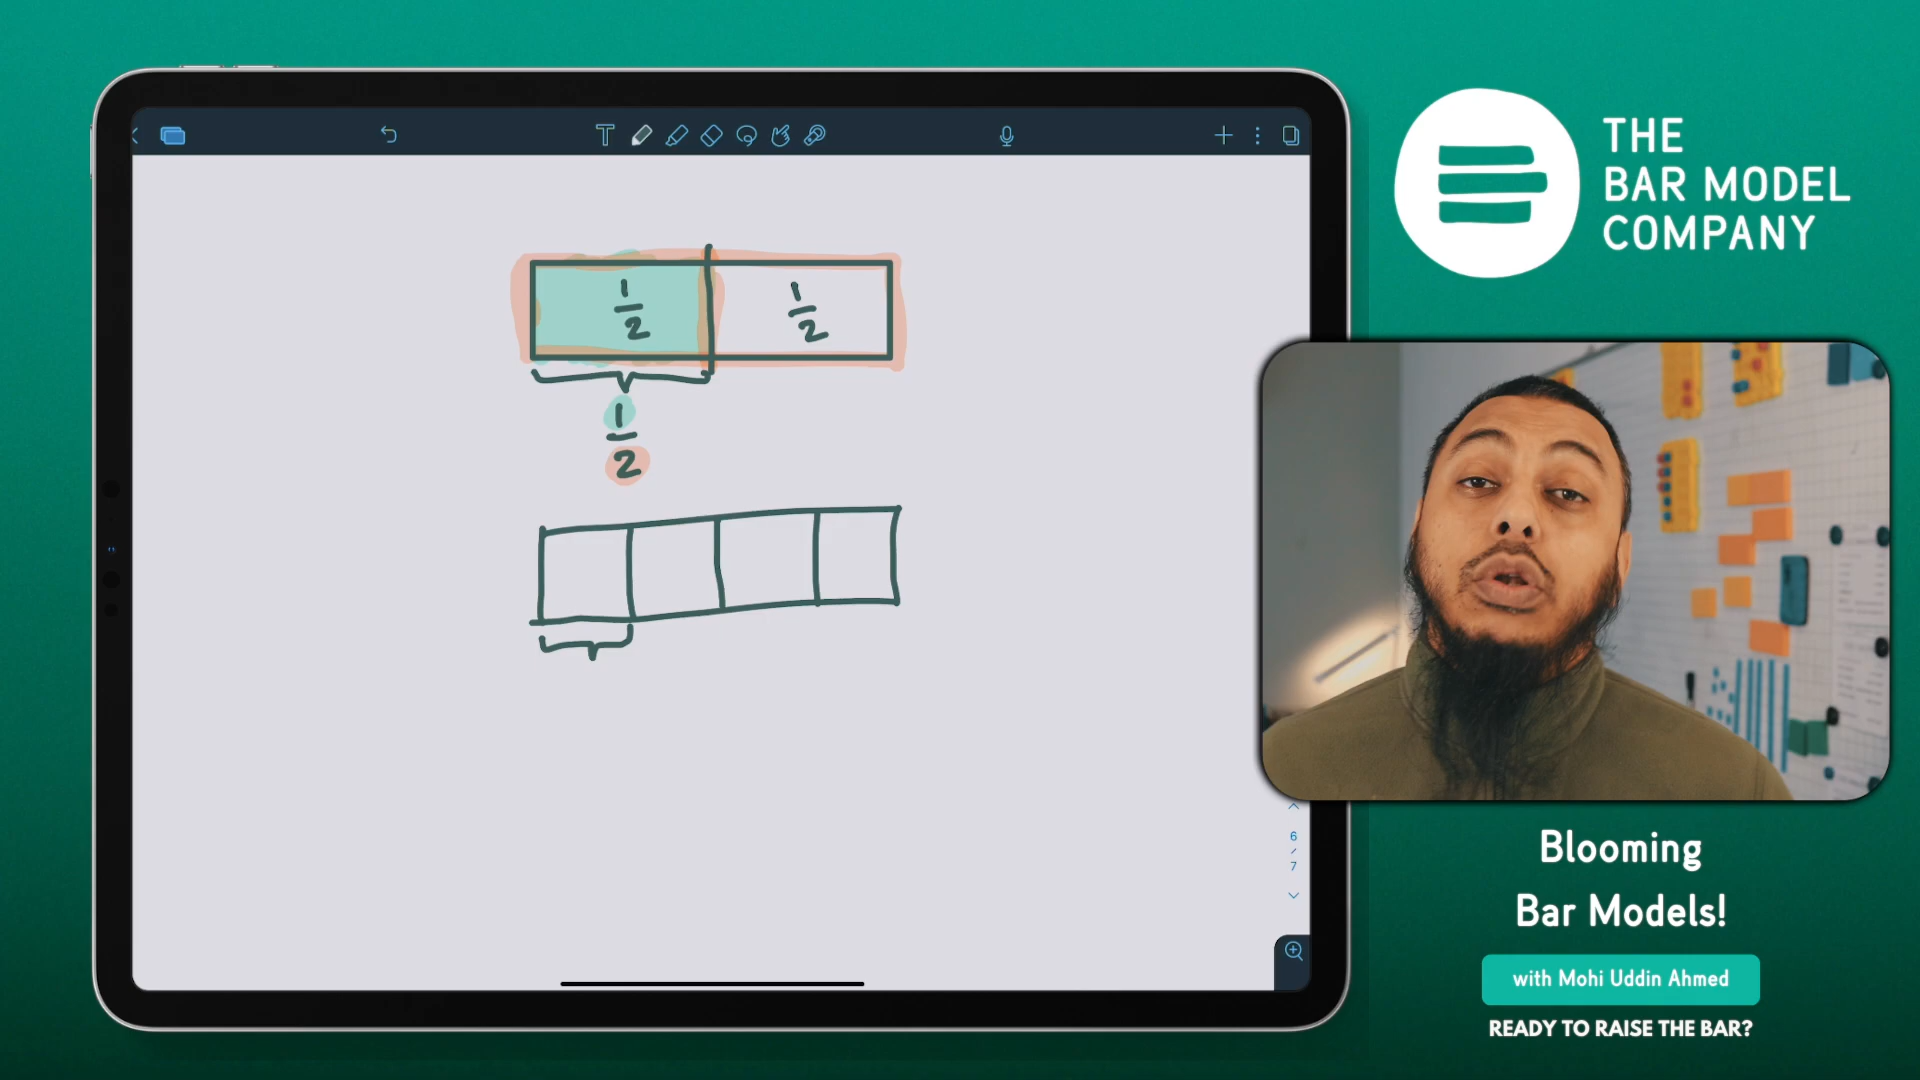 T
1/2
1/2
1/2
6
/
7
THE
BAR MODEL
COMPANY
Blooming
Bar Models!
with Mohi Uddin Ahmed
READY TO RAISE THE BAR?